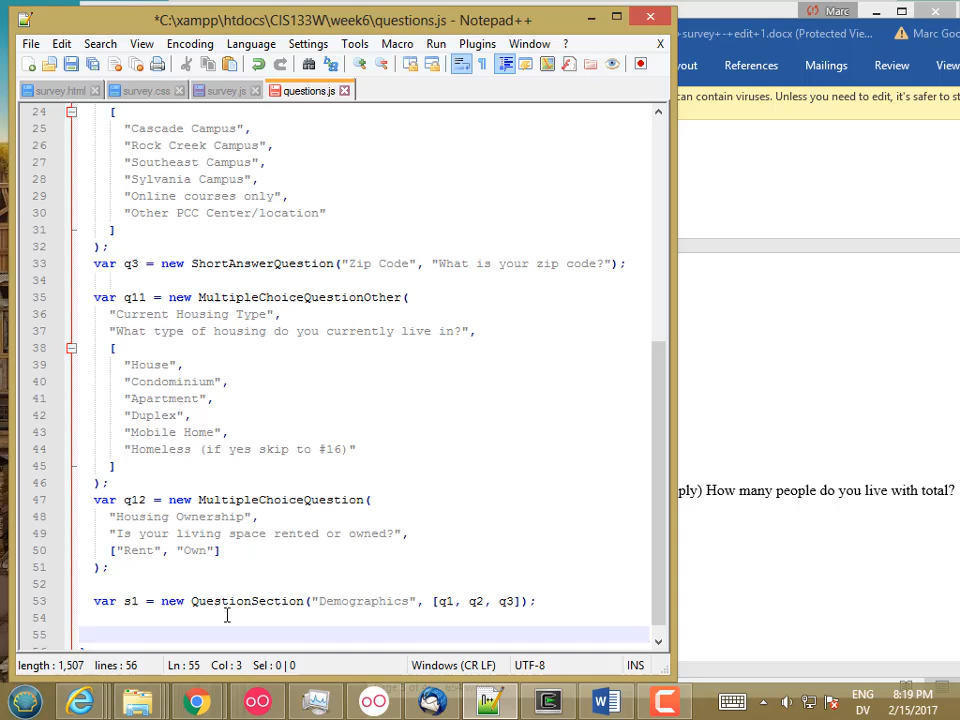 *C:\xampp\htdocs\CIS133W\week6\questions.js - Notepad++
Marc
survey+-+edit+1.docx (Protected Vie...
Marc Goo
File Edit Search View Encoding Language Settings Tools Macro Run Plugins Window ? X
yout References Mailings Review View
survey.html survey.css survey.js questions.js
can contain viruses. Unless you need to edit, it's safer to st
24 [
25 "Cascade Campus",
26 "Rock Creek Campus",
27 "Southeast Campus",
28 "Sylvania Campus",
29 "Online courses only",
30 "Other PCC Center/location"
31 ]
32 );
33 var q3 = new ShortAnswerQuestion("Zip Code", "What is your zip code?");
34
35 var q11 = new MultipleChoiceQuestionOther(
36 "Current Housing Type",
37 "What type of housing do you currently live in?",
38 [
39 "House",
40 "Condominium",
41 "Apartment",
42 "Duplex",
43 "Mobile Home",
44 "Homeless (if yes skip to #16)"
45 ]
46 );
47 var q12 = new MultipleChoiceQuestion(
48 "Housing Ownership",
49 "Is your living space rented or owned?",
50 ["Rent", "Own"]
51 );
52
53 var s1 = new QuestionSection("Demographics", [q1, q2, q3]);
54
55
ply) How many people do you live with total?
length : 1,507 lines : 56 Ln : 55 Col : 3 Sel : 0 | 0 Windows (CR LF) UTF-8 INS
ENG
DV
8:19 PM
2/15/2017